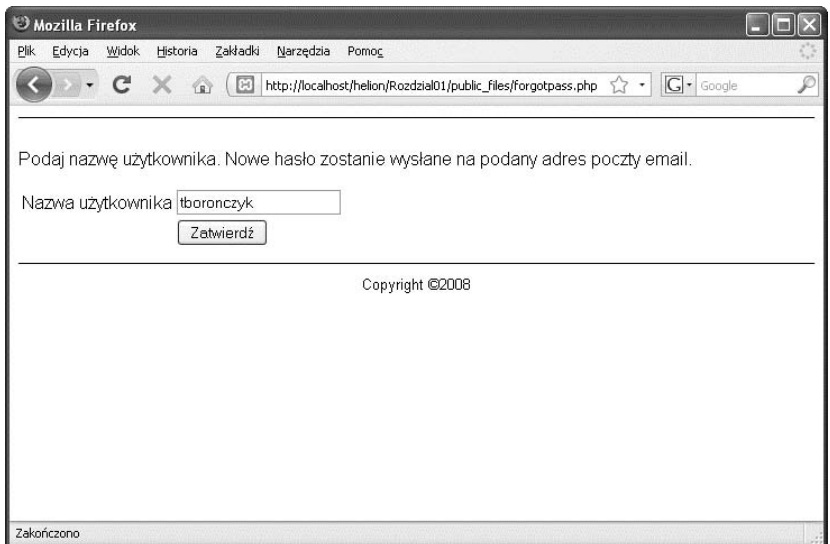 Mozilla Firefox
Plik Edycja Widok Historia Zakładki Narzędzia Pomoc
http://localhost/helion/Rozdzial01/public_files/forgotpass.php G Google
Podaj nazwę użytkownika. Nowe hasło zostanie wysłane na podany adres poczty email.
Nazwa użytkownika tboronczyk
Zatwierdź
Copyright ©2008
Zakończono